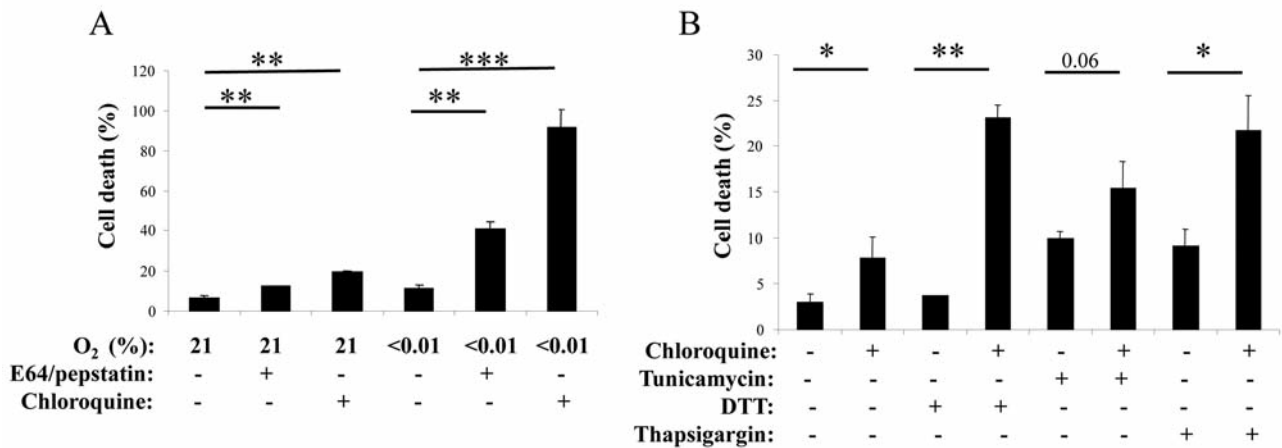 A
** ***
** **
120
100
80
60
40
20
0
Cell death (%)
O₂ (%): 21 21 21 <0.01 <0.01 <0.01
E64/pepstatin: - + - - + -
Chloroquine: - - + - - +
B
* ** 0.06 *
30
25
20
15
10
5
0
Cell death (%)
Chloroquine: - + - + - + - +
Tunicamycin: - - - - + + - -
DTT: - - + + - - - -
Thapsigargin: - - - - - - + +